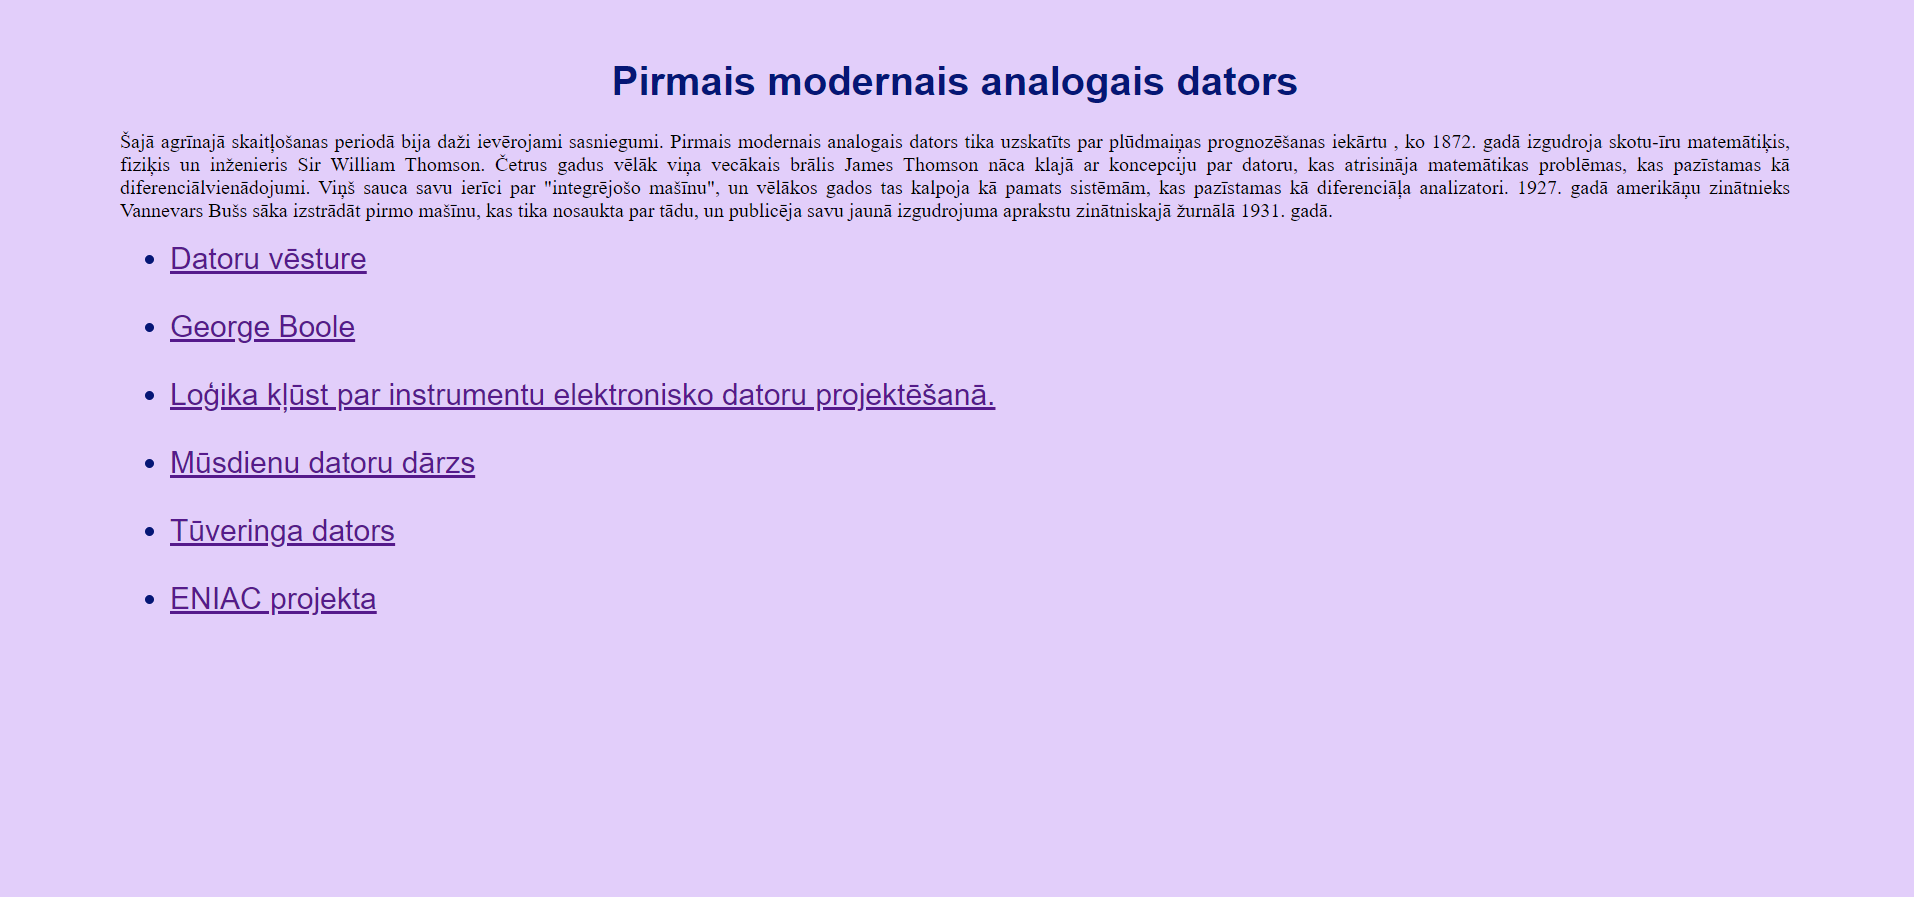 Pirmais modernais analogais dators
Šajā agrīnajā skaitļošanas periodā bija daži ievērojami sasniegumi. Pirmais modernais analogais dators tika uzskatīts par plūdmaiņas prognozēšanas iekārtu , ko 1872. gadā izgudroja skotu-īru matemātiķis,
fiziķis un inženieris Sir William Thomson. Četrus gadus vēlāk viņa vecākais brālis James Thomson nāca klajā ar koncepciju par datoru, kas atrisināja matemātikas problēmas, kas pazīstamas kā
diferenciālvienādojumi. Viņš sauca savu ierīci par "integrējošo mašīnu", un vēlākos gados tas kalpoja kā pamats sistēmām, kas pazīstamas kā diferenciāļa analizatori. 1927. gadā amerikāņu zinātnieks
Vannevars Bušs sāka izstrādāt pirmo mašīnu, kas tika nosaukta par tādu, un publicēja savu jaunā izgudrojuma aprakstu zinātniskajā žurnālā 1931. gadā.
• Datoru vēsture
• George Boole
• Loģika kļūst par instrumentu elektronisko datoru projektēšanā.
• Mūsdienu datoru dārzs
• Tūveringa dators
• ENIAC projekta